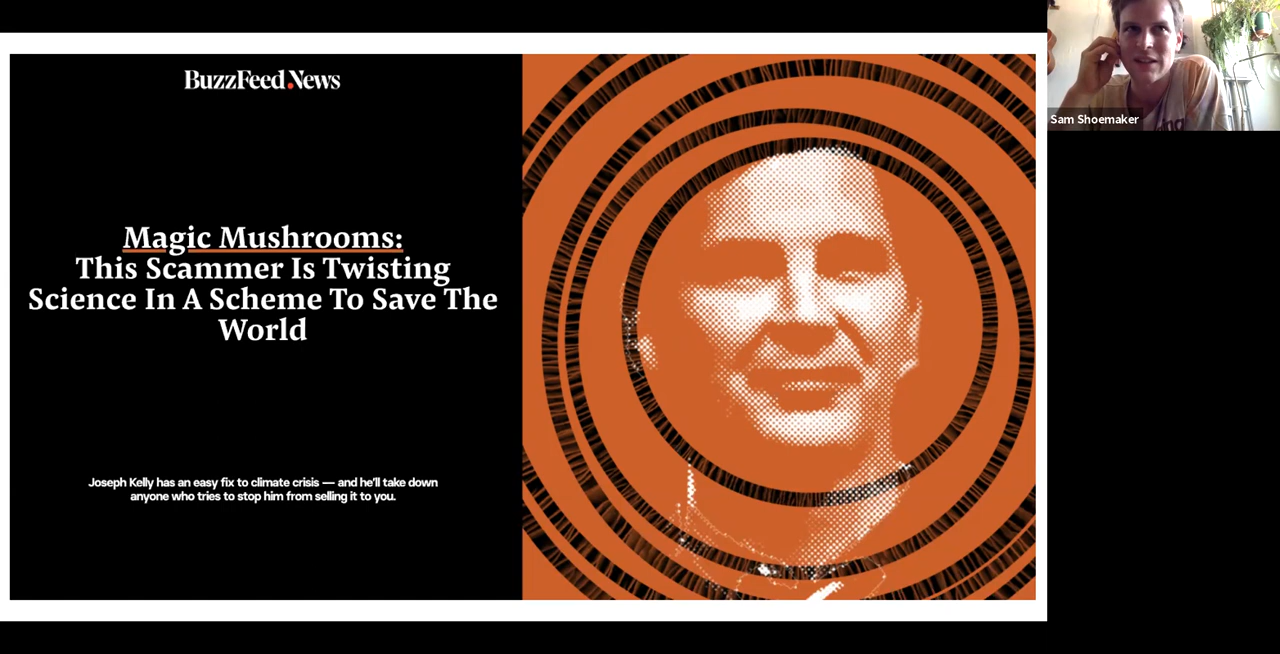 BuzzFeed.News
Magic Mushrooms:
This Scammer Is Twisting
Science In A Scheme To Save The
World
Joseph Kelly has an easy fix to climate crisis — and he'll take down
anyone who tries to stop him from selling it to you.
Sam Shoemaker